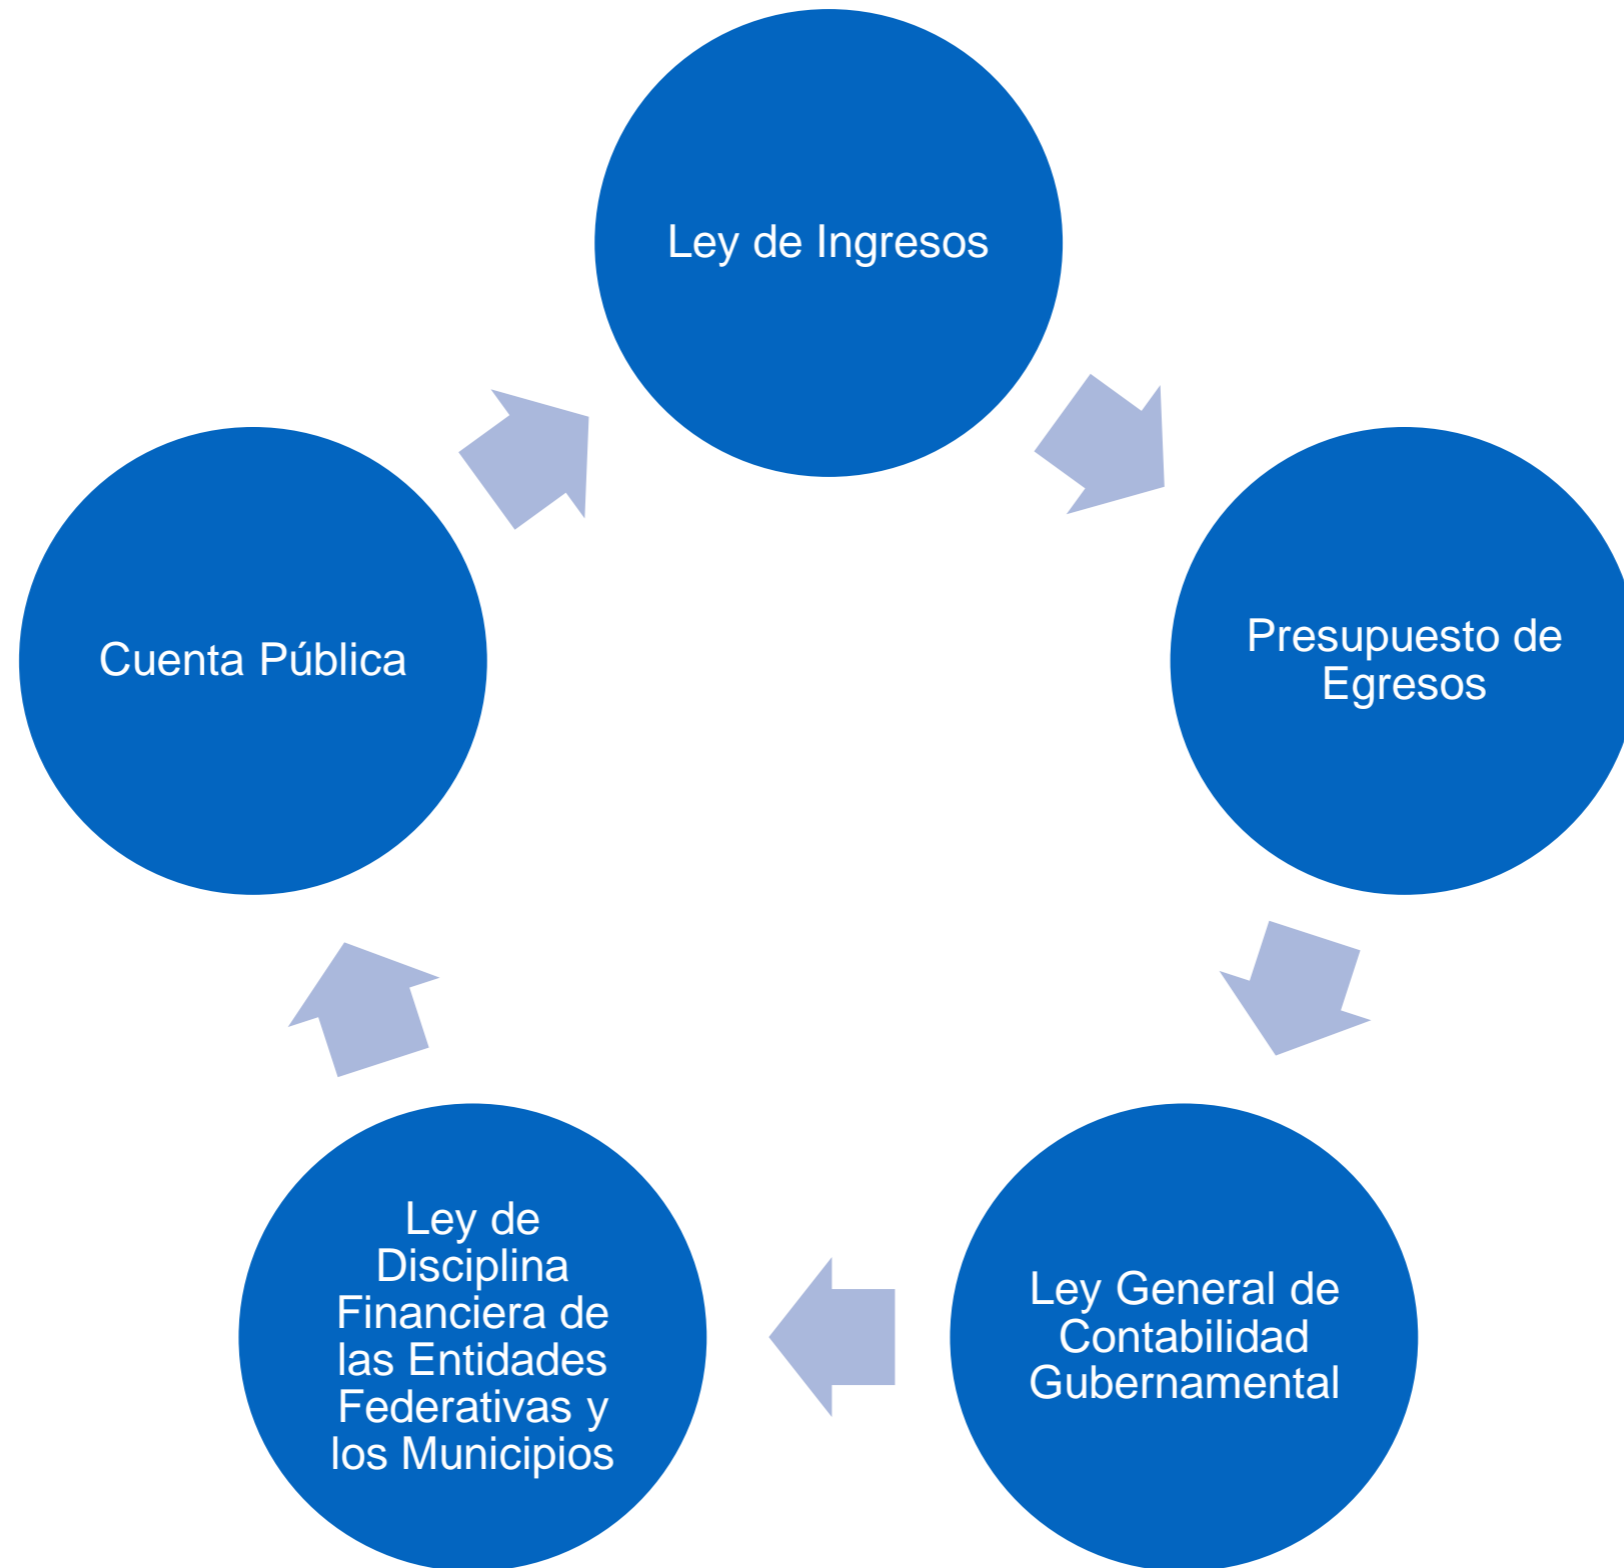 Ley de Ingresos
Presupuesto de
Egresos
Ley General de
Contabilidad
Gubernamental
Ley de
Disciplina
Financiera de
las Entidades
Federativas y
los Municipios
Cuenta Pública